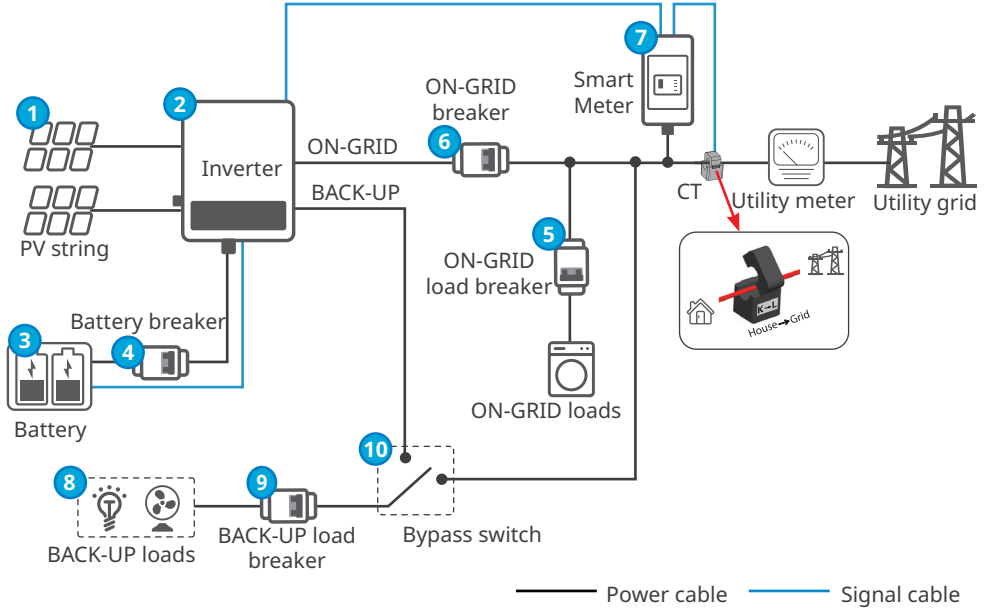 7
ON-GRID
breaker
Smart
Meter
1
2
6
ON-GRID
Inverter
BACK-UP
CT
Utility meter
Utility grid
PV string
5
ON-GRID
load breaker
K→L
House→Grid
Battery breaker
3
4
ON-GRID loads
Battery
10
8
9
BACK-UP loads
BACK-UP load
breaker
Bypass switch
Power cable
Signal cable